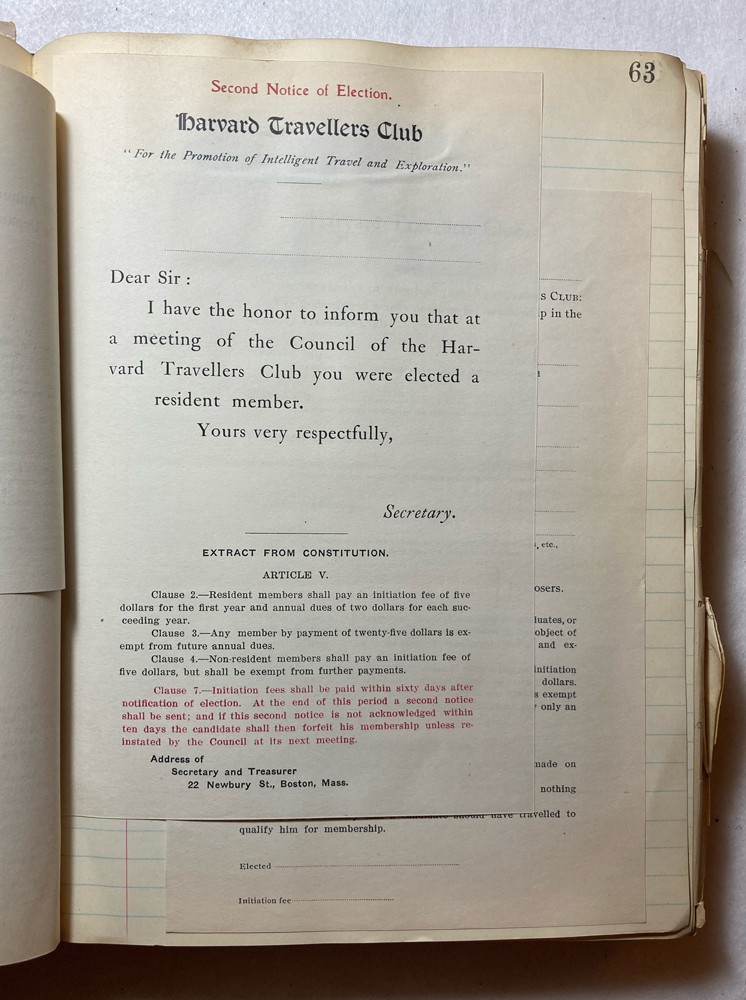 63
Second Notice of Election.
Harvard Travellers Club
"For the Promotion of Intelligent Travel and Exploration."
Dear Sir :
I have the honor to inform you that at
a meeting of the Council of the Har-
vard Travellers Club you were elected a
resident member.
Yours very respectfully,
Secretary.
EXTRACT FROM CONSTITUTION.
ARTICLE V.
Clause 2.—Resident members shall pay an initiation fee of five
dollars for the first year and annual dues of two dollars for each suc-
ceeding year.
Clause 3.—Any member by payment of twenty-five dollars is ex-
empt from future annual dues.
Clause 4.—Non-resident members shall pay an initiation fee of
five dollars, but shall be exempt from further payments.
Clause 7.—Initiation fees shall be paid within sixty days after
notification of election. At the end of this period a second notice
shall be sent; and if this second notice is not acknowledged within
ten days the candidate shall then forfeit his membership unless re-
instated by the Council at its next meeting.
Address of
Secretary and Treasurer
22 Newbury St., Boston, Mass.
s CLUB:
p in the
, etc.,
osers.
luates, or
object of
and ex-
initiation
dollars.
s exempt
only an
made on
nothing
should have travelled to
qualify him for membership.
Elected
Initiation fee